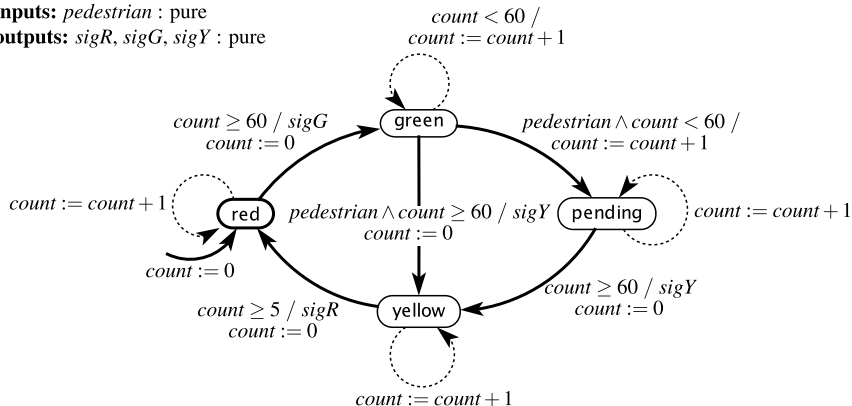 nputs: pedestrian : pure
outputs: sigR, sigG, sigY : pure
count < 60 /
count := count + 1
green
count ≥ 60 / sigG
count := 0
pedestrian ∧ count < 60 /
count := count + 1
count := count + 1
red
pedestrian ∧ count ≥ 60 / sigY
count := 0
pending
count := count + 1
count := 0
count ≥ 5 / sigR
count := 0
yellow
count ≥ 60 / sigY
count := 0
count := count + 1